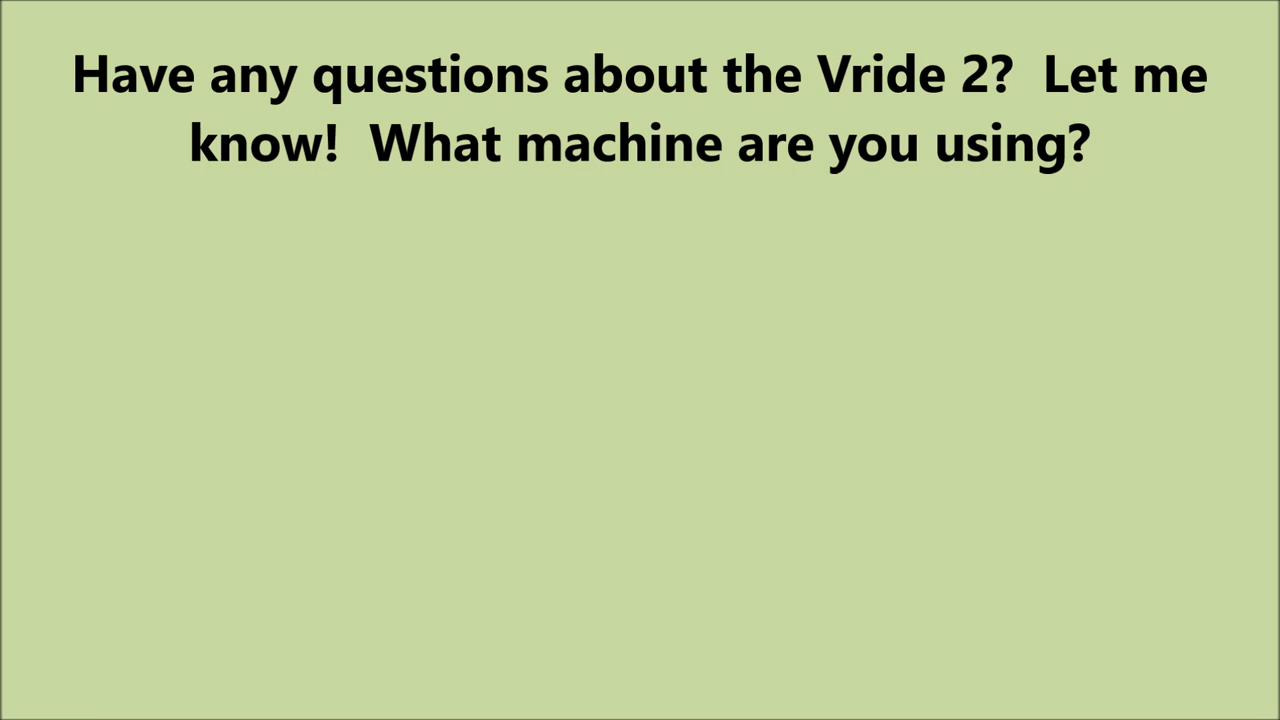 Have any questions about the Vride 2?  Let me
know!  What machine are you using?